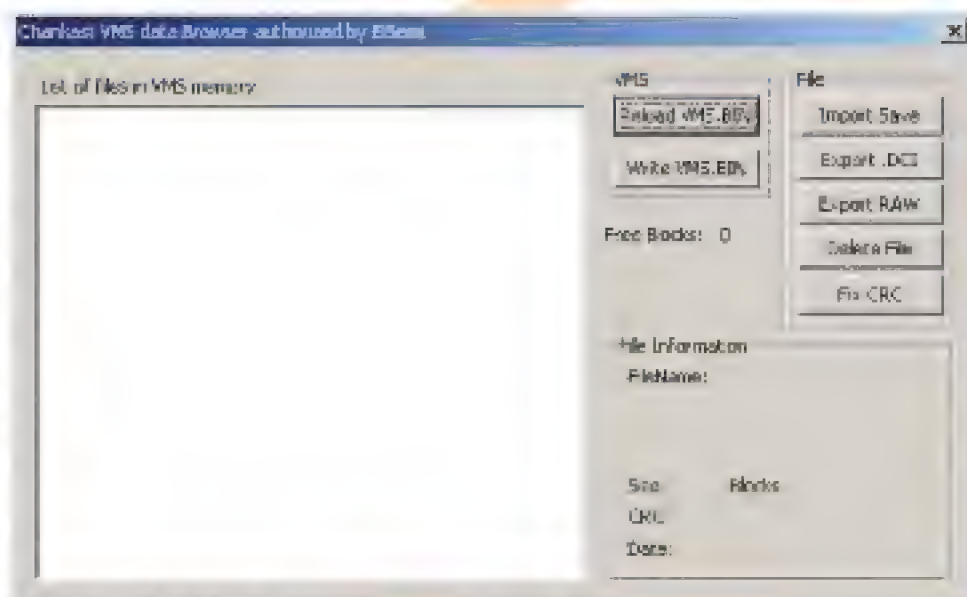 Chankast VMS data Browser authorised by ElSemi
List of files in VMS memory
VMS
Reload VMS.BIN
Write VMS.BIN
Free Blocks: 0
File
Import Save
Export .DCI
Export RAW
Delete File
Fix CRC
File Information
FileName:
Size: Blocks
CRC
Date: